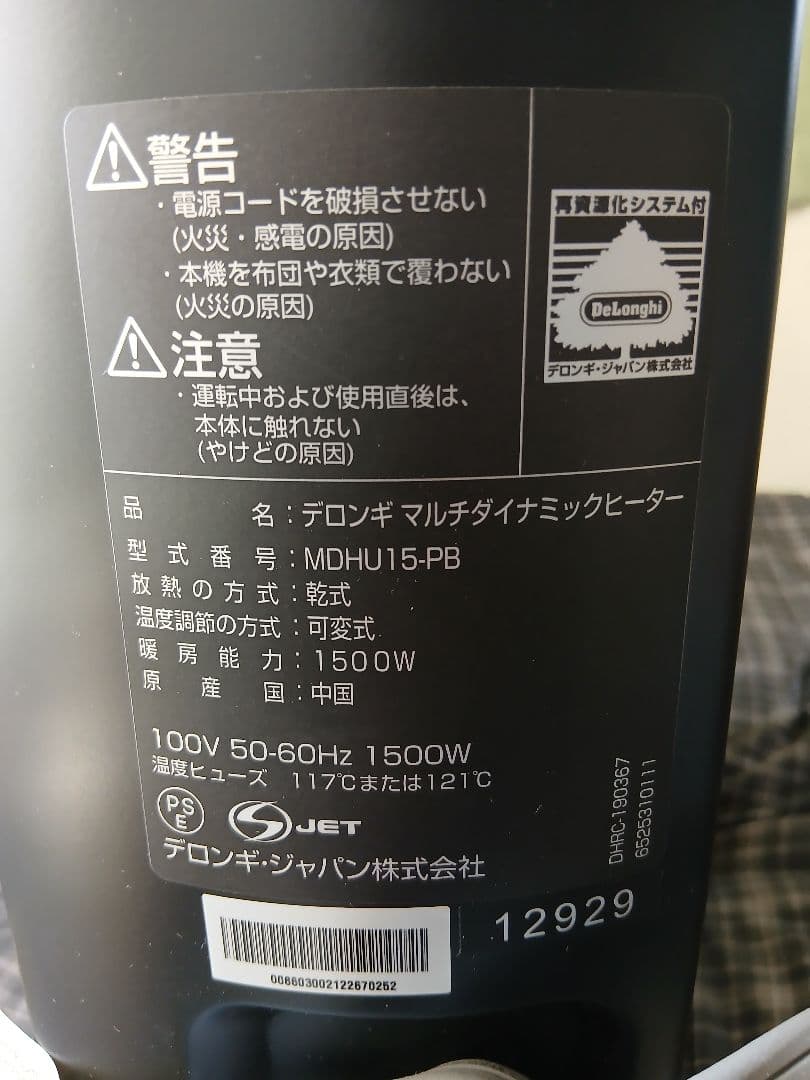 警告
・電源コードを破損させない
(火災・感電の原因)
・本機を布団や衣類で覆わない
(火災の原因)
注意
・運転中および使用直後は、
本体に触れない
(やけどの原因)
再資源化システム付
DeLonghi
デロンギ・ジャパン株式会社
品名：デロンギ マルチダイナミックヒーター
型式番号：MDHU15-PB
放熱の方式：乾式
温度調節の方式：可変式
暖房能力：1500W
原産国：中国
100V 50-60Hz 1500W
温度ヒューズ 117℃または121℃
PS
E
S JET
デロンギ・ジャパン株式会社
DHRC-190367
6525310111
12929
008603002122670252